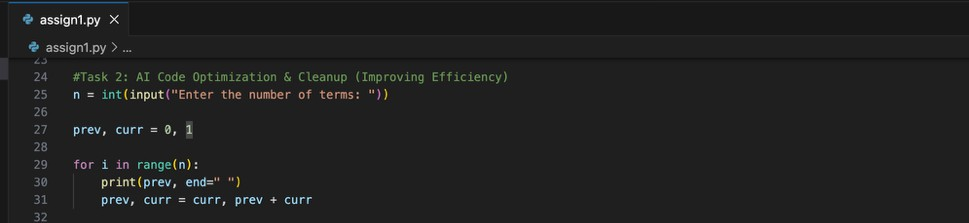 assign1.py
assign1.py > ...
23
24 #Task 2: AI Code Optimization & Cleanup (Improving Efficiency)
25 n = int(input("Enter the number of terms: "))
26
27 prev, curr = 0, 1
28
29 for i in range(n):
30     print(prev, end=" ")
31     prev, curr = curr, prev + curr
32